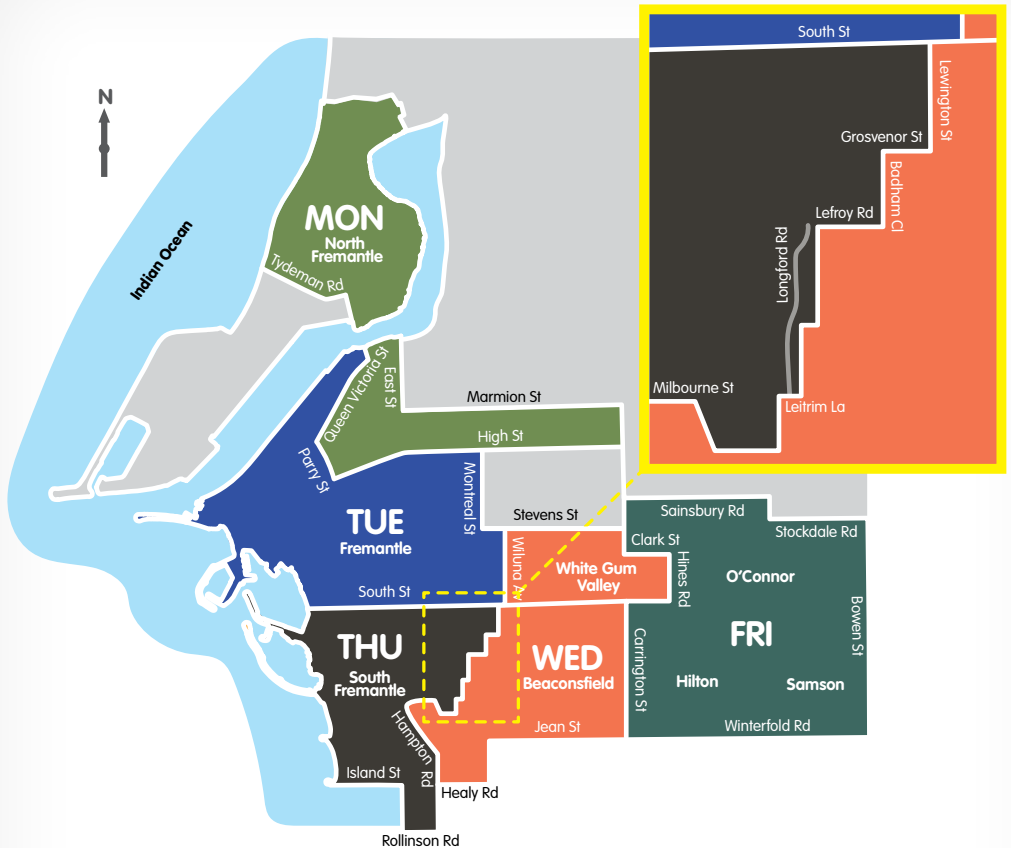 N
Indian Ocean
MON
North
Fremantle
Tydeman Rd
Queen Victoria St
East St
Marmion St
High St
Parry St
Montreal St
TUE
Fremantle
South St
Stevens St
Wiluna Av
White Gum
Valley
Sainsbury Rd
Stockdale Rd
Clark St
Hines Rd
O'Connor
Bowen St
FRI
Hilton
Samson
Carrington St
Winterfold Rd
THU
South
Fremantle
WED
Beaconsfield
Jean St
Hampton Rd
Island St
Healy Rd
Rollinson Rd
South St
Lewington St
Grosvenor St
Badham Cl
Lefroy Rd
Longford Rd
Milbourne St
Leitrim La